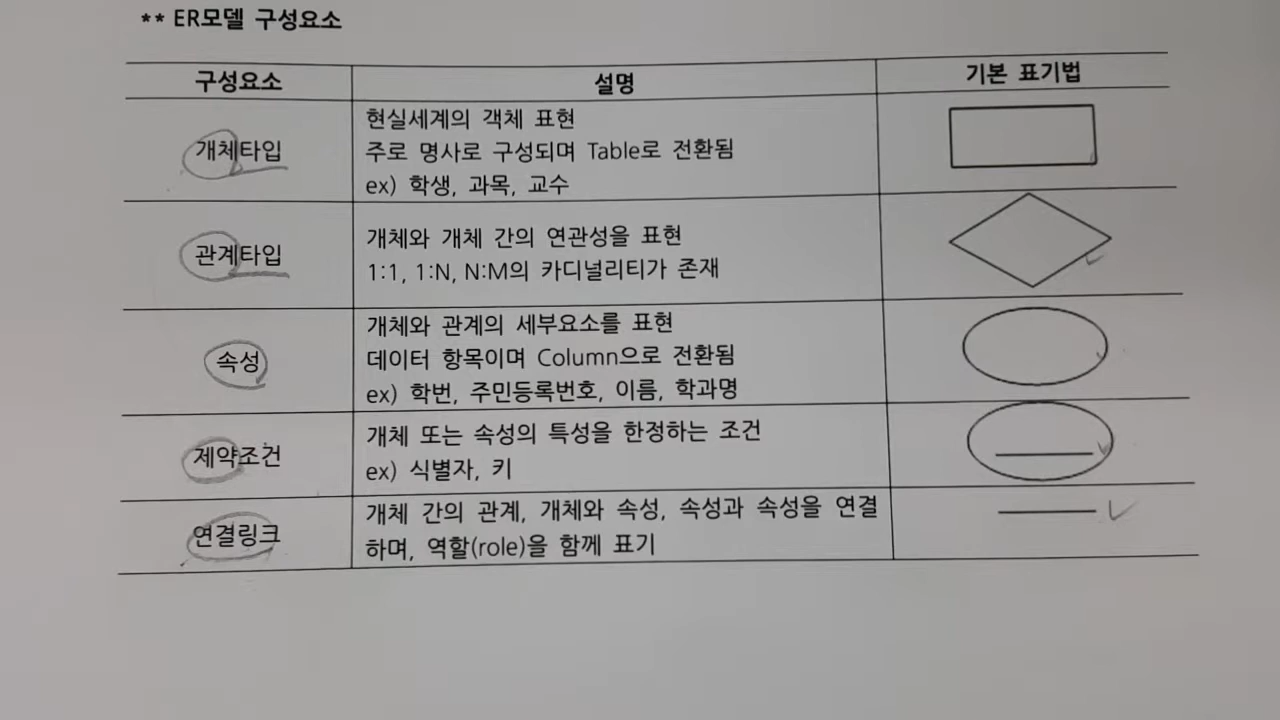 ** ER모델 구성요소
구성요소 설명 기본 표기법
현실세계의 객체 표현
개체타입 주로 명사로 구성되며 Table로 전환됨
ex) 학생, 과목, 교수
개체와 개체 간의 연관성을 표현
관계타입
1:1, 1:N, N:M의 카디널리티가 존재
개체와 관계의 세부요소를 표현
속성 데이터 항목이며 Column으로 전환됨
ex) 학번, 주민등록번호, 이름, 학과명
개체 또는 속성의 특성을 한정하는 조건
제약조건
ex) 식별자, 키
개체 간의 관계, 개체와 속성, 속성과 속성을 연결
연결링크
하며, 역할(role)을 함께 표기